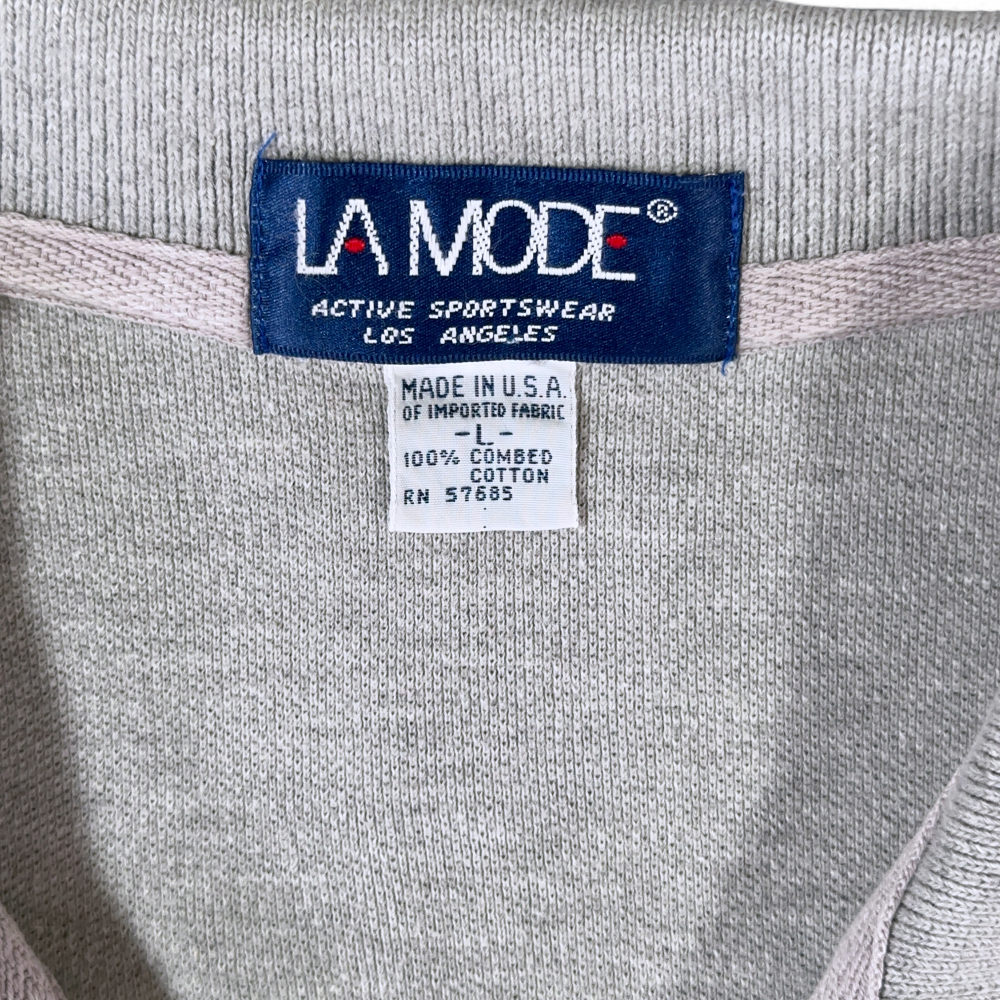 LA MODE®
ACTIVE SPORTSWEAR
LOS ANGELES
MADE IN U.S.A.
OF IMPORTED FABRIC
-L-
100% COMBED
COTTON
RN 57685